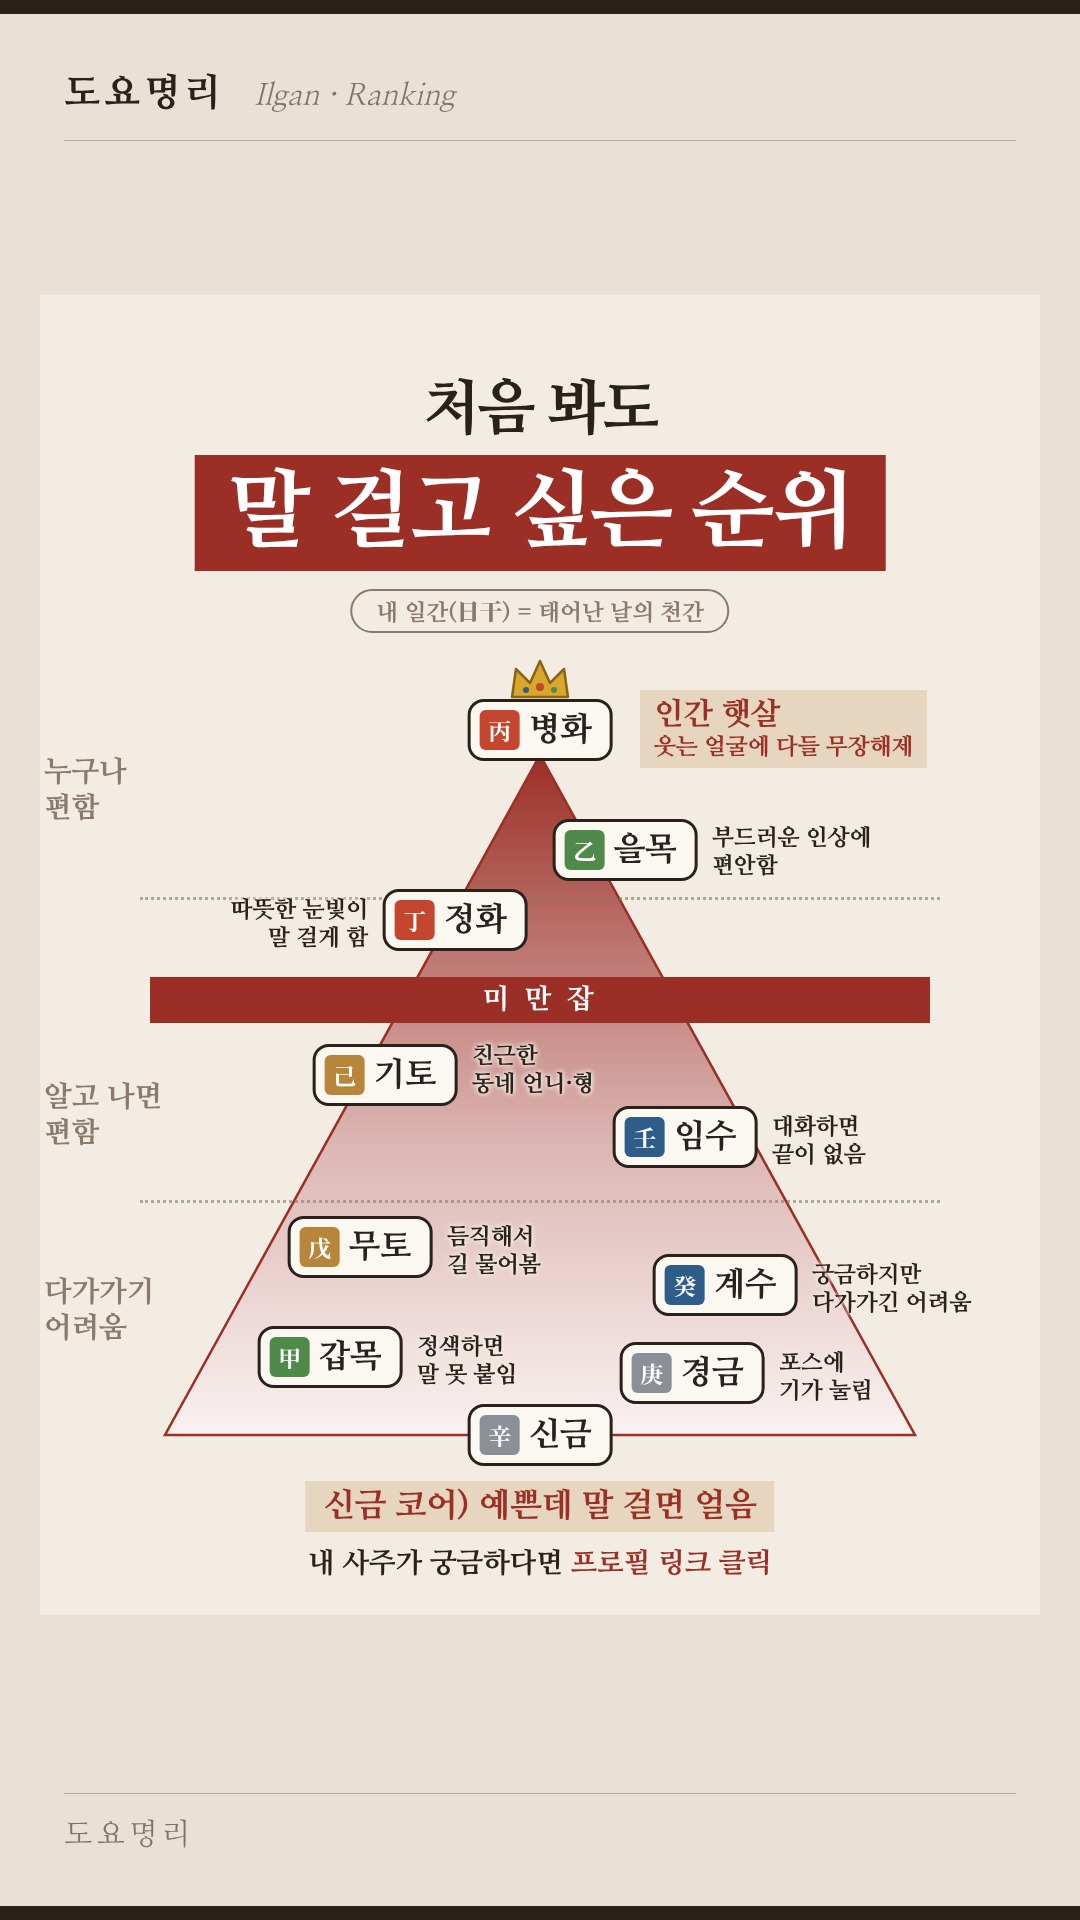 도요명리 Ilgan · Ranking
처음 봐도
말 걸고 싶은 순위
내 일간(日干) = 태어난 날의 천간
丙 병화
인간 햇살
웃는 얼굴에 다들 무장해제
누구나
편함
乙 을목
부드러운 인상에
편안함
따뜻한 눈빛이
말 걸게 함
丁 정화
미만잡
己 기토
친근한
동네 언니·형
알고 나면
편함
壬 임수
대화하면
끝이 없음
戊 무토
듬직해서
길 물어봄
癸 계수
궁금하지만
다가가긴 어려움
다가가기
어려움
甲 갑목
정색하면
말 못 붙임
庚 경금
포스에
기가 눌림
辛 신금
신금 코어) 예쁜데 말 걸면 얼음
내 사주가 궁금하다면 프로필 링크 클릭
도요명리